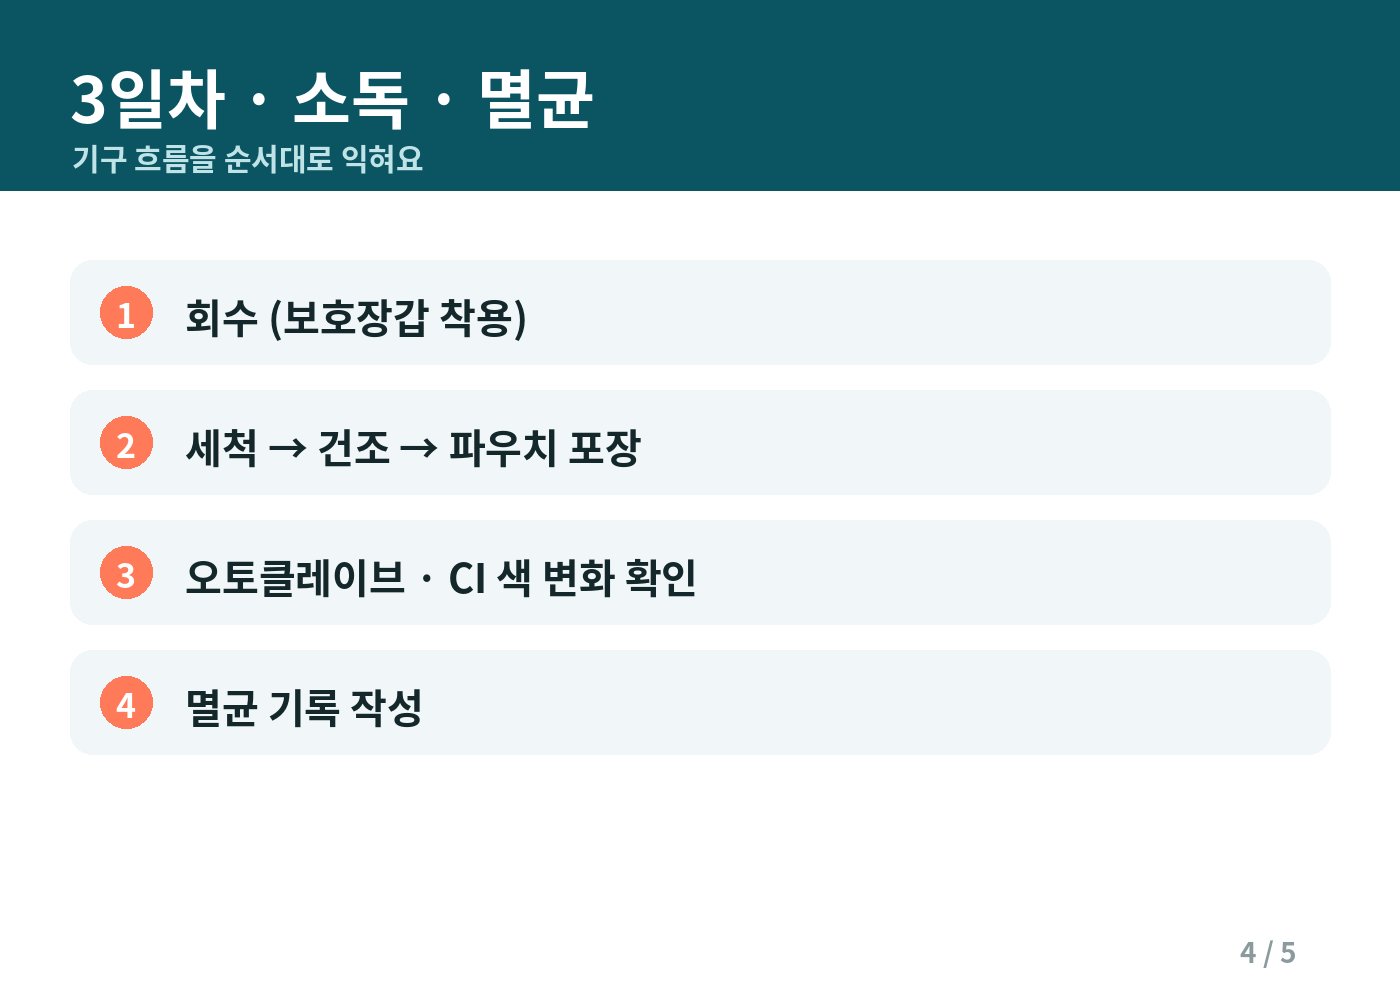 3일차 · 소독 · 멸균
기구 흐름을 순서대로 익혀요
1 회수 (보호장갑 착용)
2 세척 → 건조 → 파우치 포장
3 오토클레이브 · CI 색 변화 확인
4 멸균 기록 작성
4 / 5